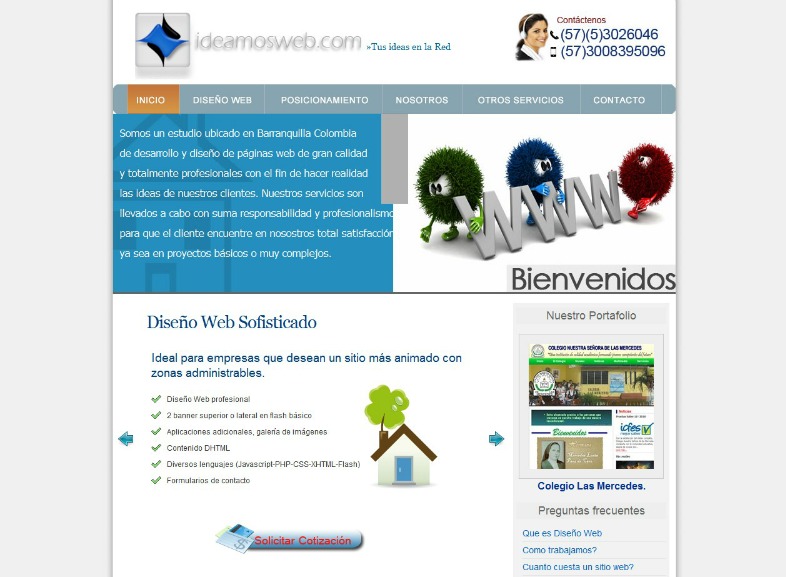 ideamosweb.com »Tus ideas en la Red
Contáctenos
(57)(5)3026046
(57)3008395096
INICIO DISEÑO WEB POSICIONAMIENTO NOSOTROS OTROS SERVICIOS CONTACTO
Somos un estudio ubicado en Barranquilla Colombia
de desarrollo y diseño de páginas web de gran calidad
y totalmente profesionales con el fin de hacer realidad
las ideas de nuestros clientes. Nuestros servicios son
llevados a cabo con suma responsabilidad y profesionalismo
para que el cliente encuentre en nosostros total satisfacción
ya sea en proyectos básicos o muy complejos.
WWW
Bienvenidos
Diseño Web Sofisticado
Ideal para empresas que desean un sitio más animado con
zonas administrables.
Diseño Web profesional
2 banner superior o lateral en flash básico
Aplicaciones adicionales, galería de imágenes
Contenido DHTML
Diversos lenguajes (Javascript-PHP-CSS-XHTML-Flash)
Formularios de contacto
Solicitar Cotización
Nuestro Portafolio
COLEGIO NUESTRA SEÑORA DE LAS MERCEDES
Bienvenidos
icfes
Colegio Las Mercedes.
Preguntas frecuentes
Que es Diseño Web
Como trabajamos?
Cuanto cuesta un sitio web?